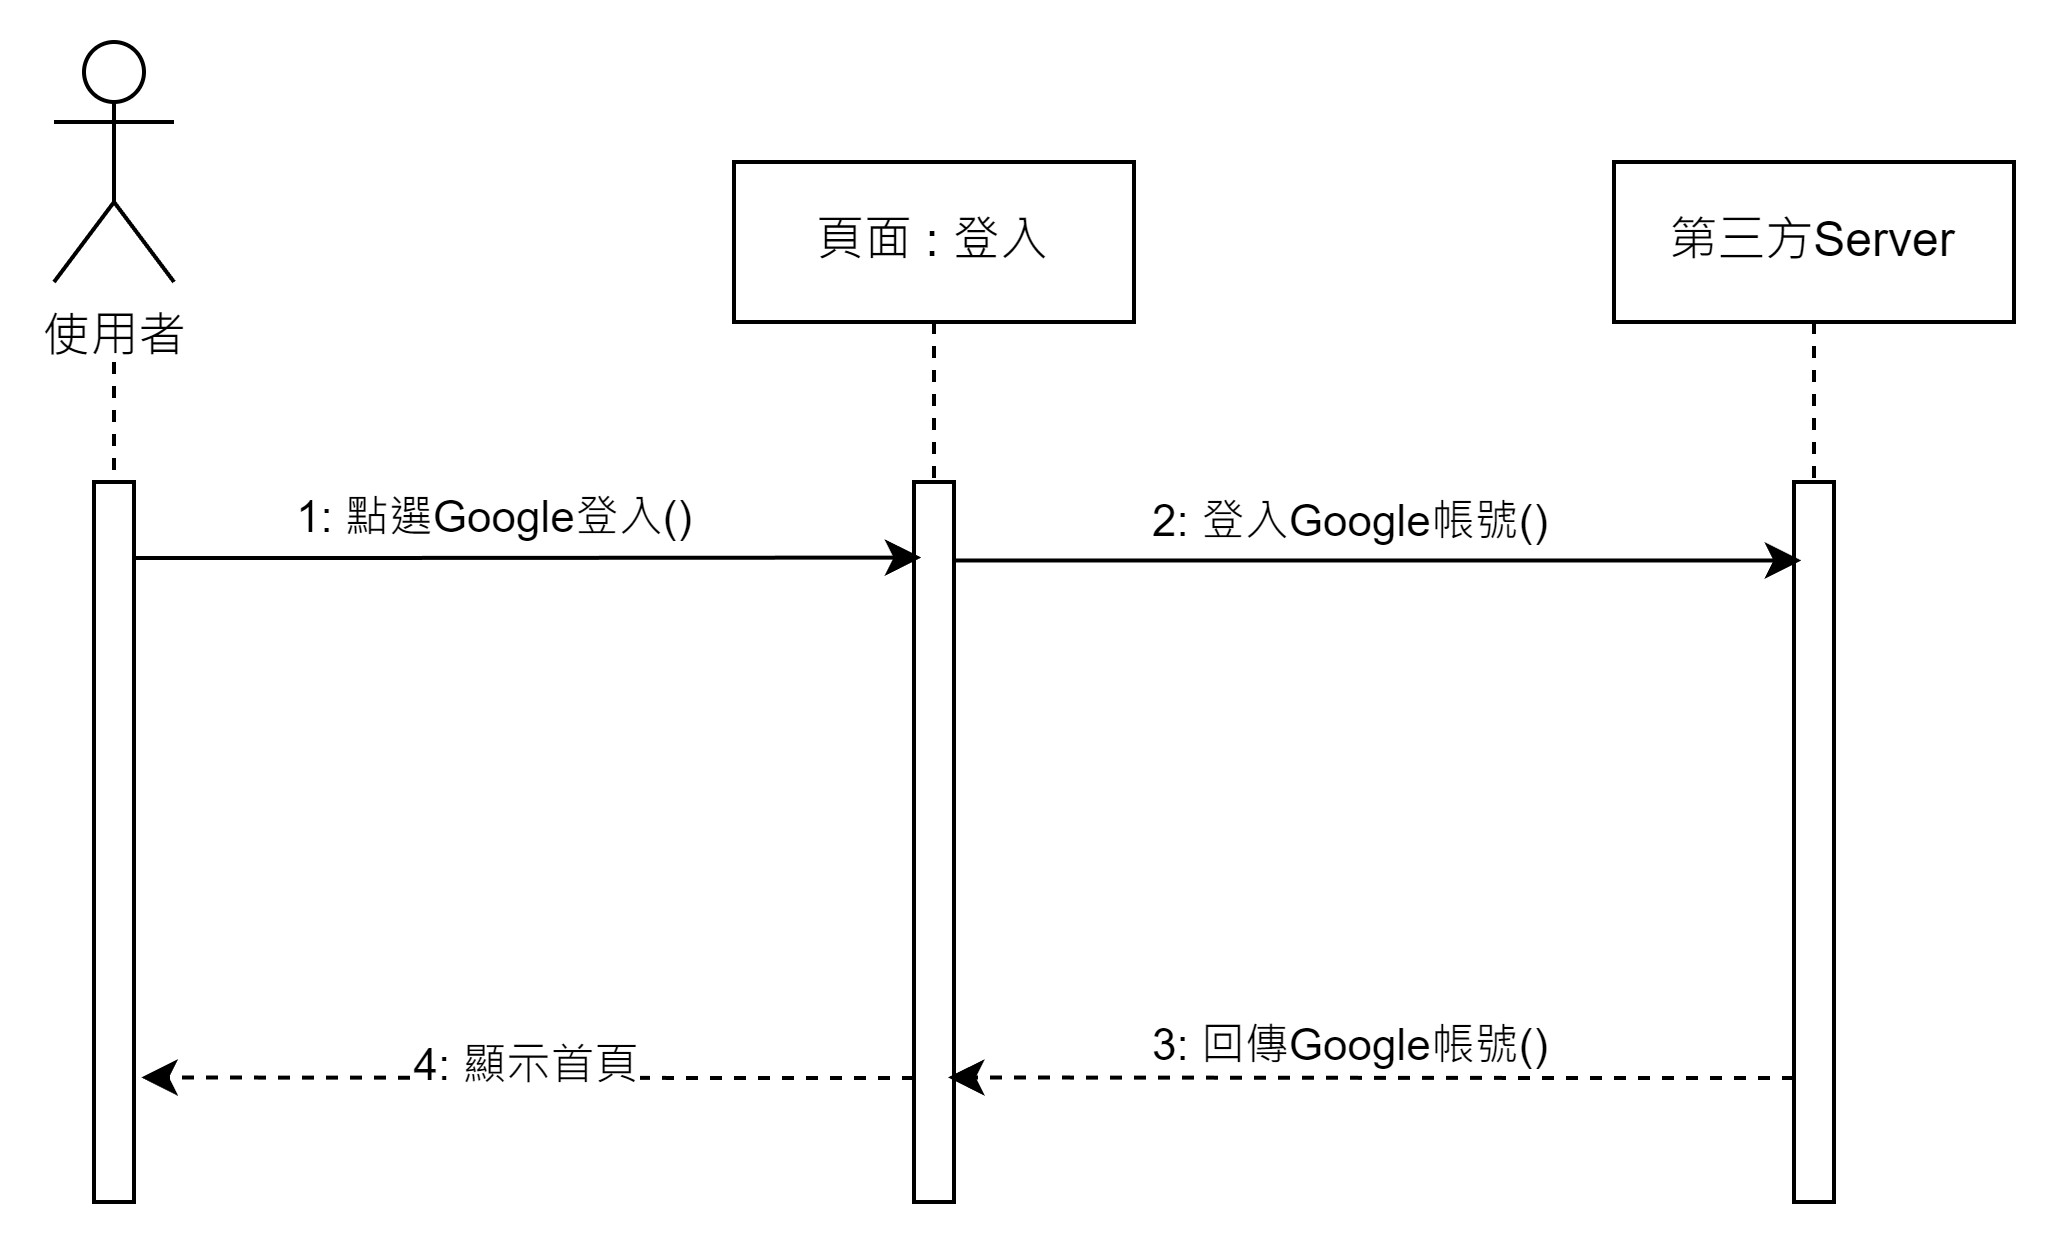 使用者
頁面 : 登入
第三方Server
1: 點選Google登入()
2: 登入Google帳號()
3: 回傳Google帳號()
4: 顯示首頁